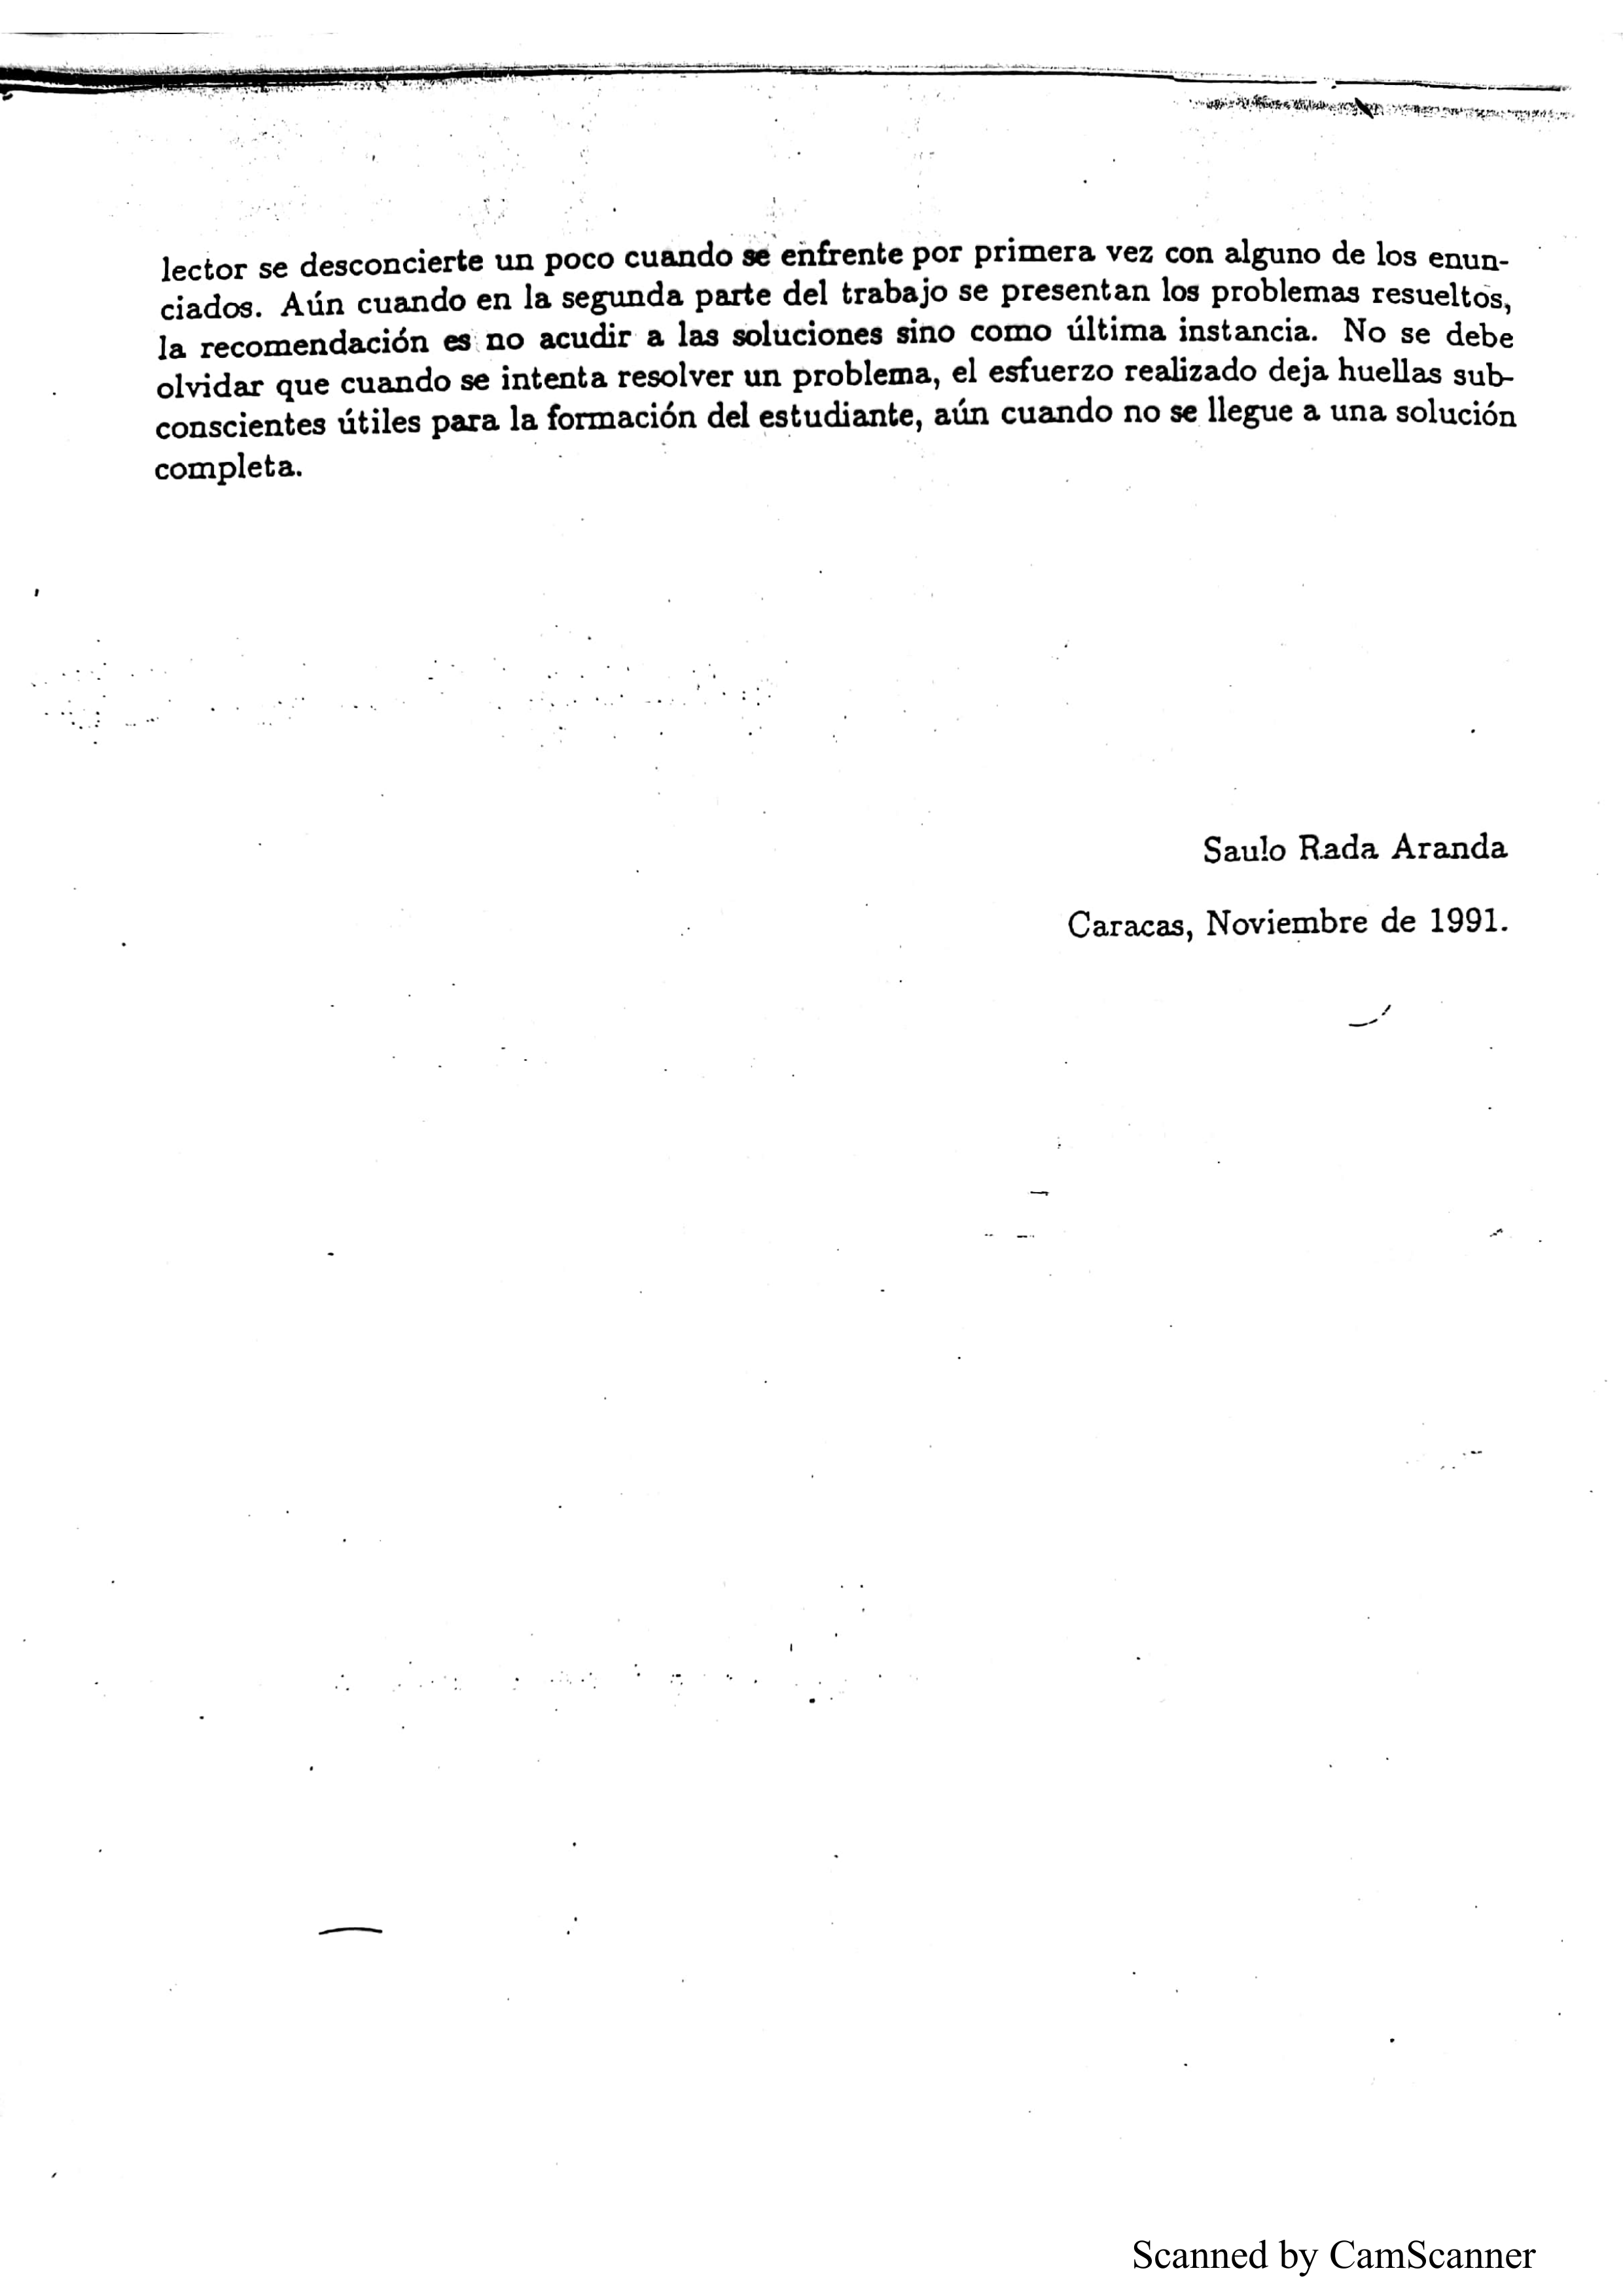 lector se desconcierte un poco cuando se enfrente por primera vez con alguno de los enun-
ciados. Aún cuando en la segunda parte del trabajo se presentan los problemas resueltos,
la recomendación es no acudir a las soluciones sino como última instancia. No se debe
olvidar que cuando se intenta resolver un problema, el esfuerzo realizado deja huellas sub-
conscientes útiles para la formación del estudiante, aún cuando no se llegue a una solución
completa.
Saulo Rada Aranda
Caracas, Noviembre de 1991.
Scanned by CamScanner